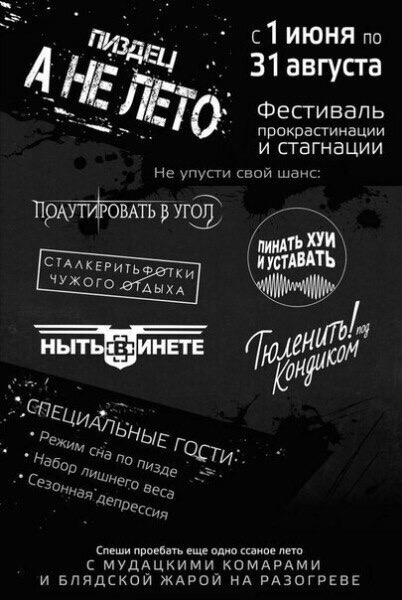 ПИЗДЕЦ
А НЕ ЛЕТО
с 1 июня по
31 августа
Фестиваль
прокрастинации
и стагнации
Не упусти свой шанс:
ПОЛУТИРОВАТЬ В УГОЛ
ПИНАТЬ ХУИ
И УСТАВАТЬ
СТАЛКЕРИТЬ ФОТКИ
ЧУЖОГО ОТДЫХА
НЫТЬ В ИНЕТЕ
Тюленить! под
Кондиком
СПЕЦИАЛЬНЫЕ ГОСТИ:
• Режим сна по пизде
• Набор лишнего веса
• Сезонная депрессия
Спеши проебать еще одно ссаное лето
С МУДАЦКИМИ КОМАРАМИ
И БЛЯДСКОЙ ЖАРОЙ НА РАЗОГРЕВЕ